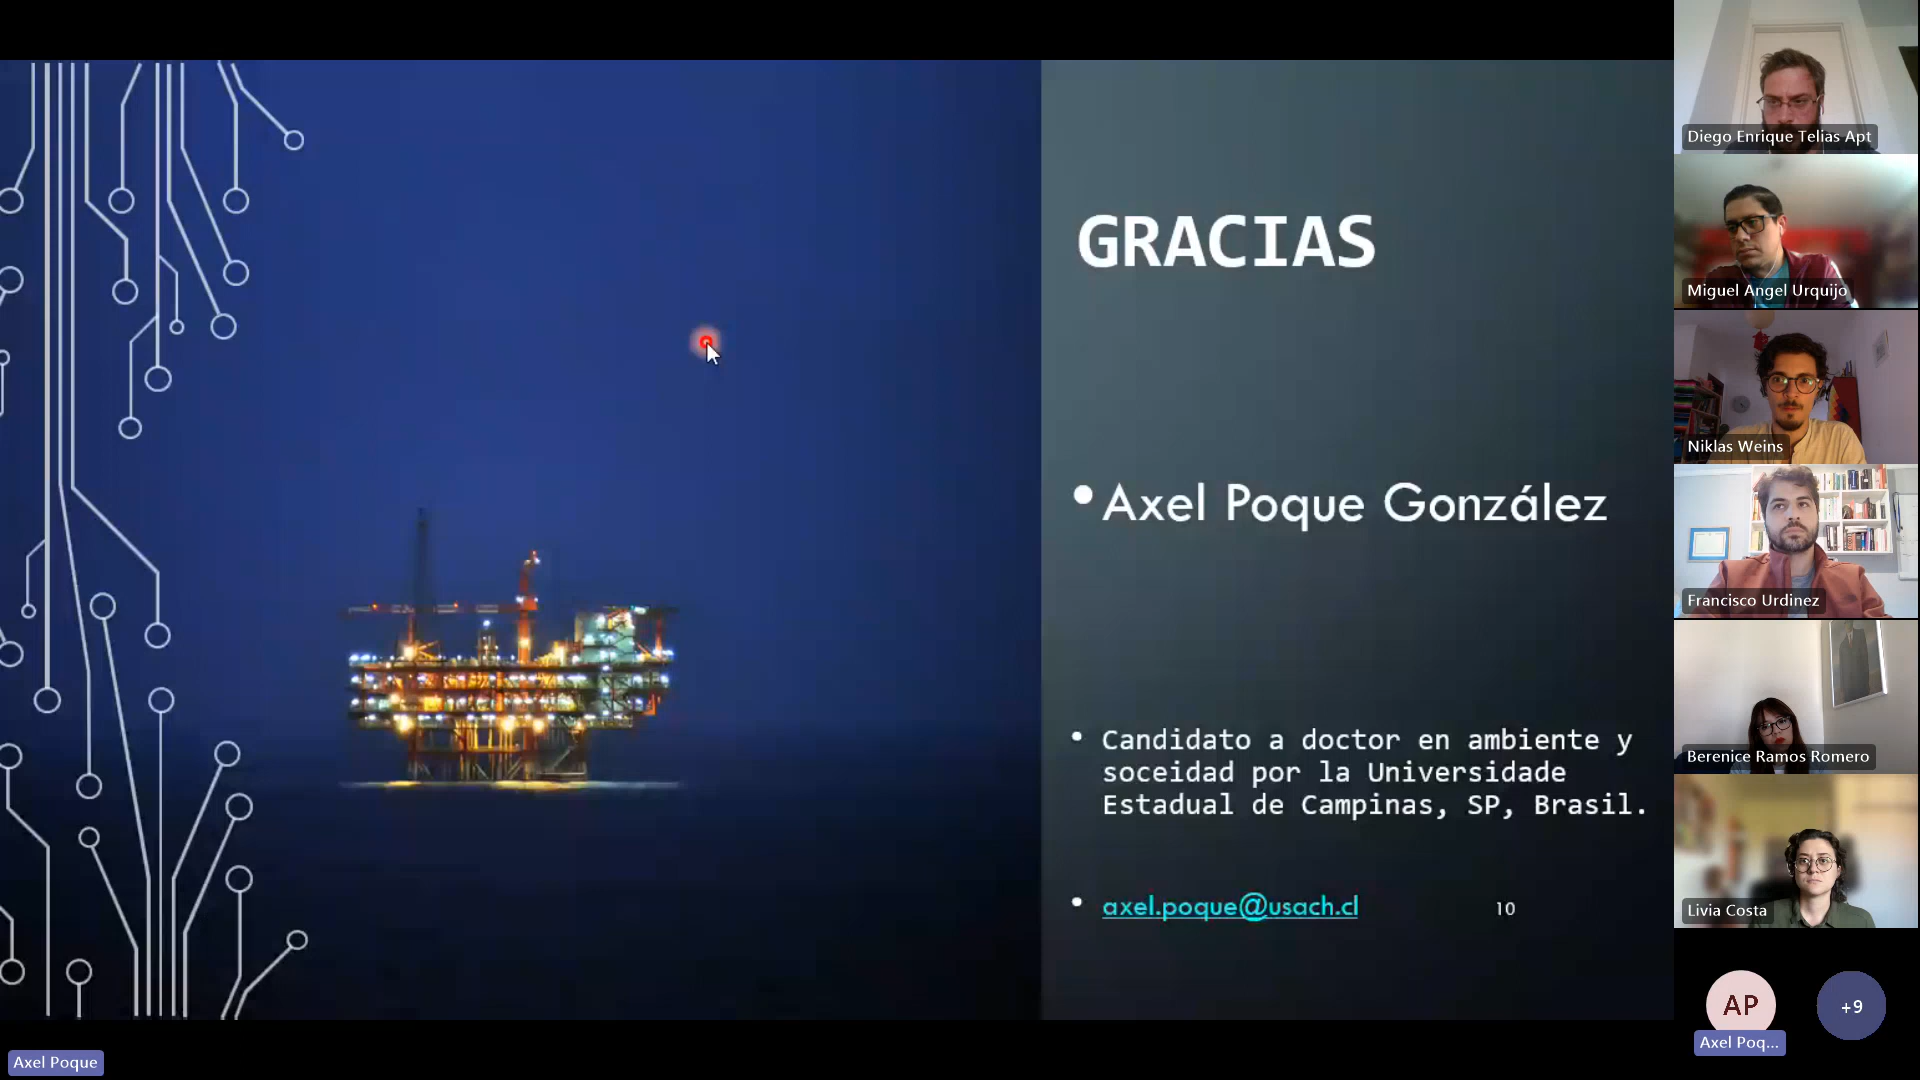 GRACIAS
• Axel Poque González
• Candidato a doctor en ambiente y
soceidad por la Universidade
Estadual de Campinas, SP, Brasil.
• axel.poque@usach.cl
10
Diego Enrique Telias Apt
Miguel Angel Urquijo
Niklas Weins
Francisco Urdinez
Berenice Ramos Romero
Livia Costa
AP
+9
Axel Poq...
Axel Poque